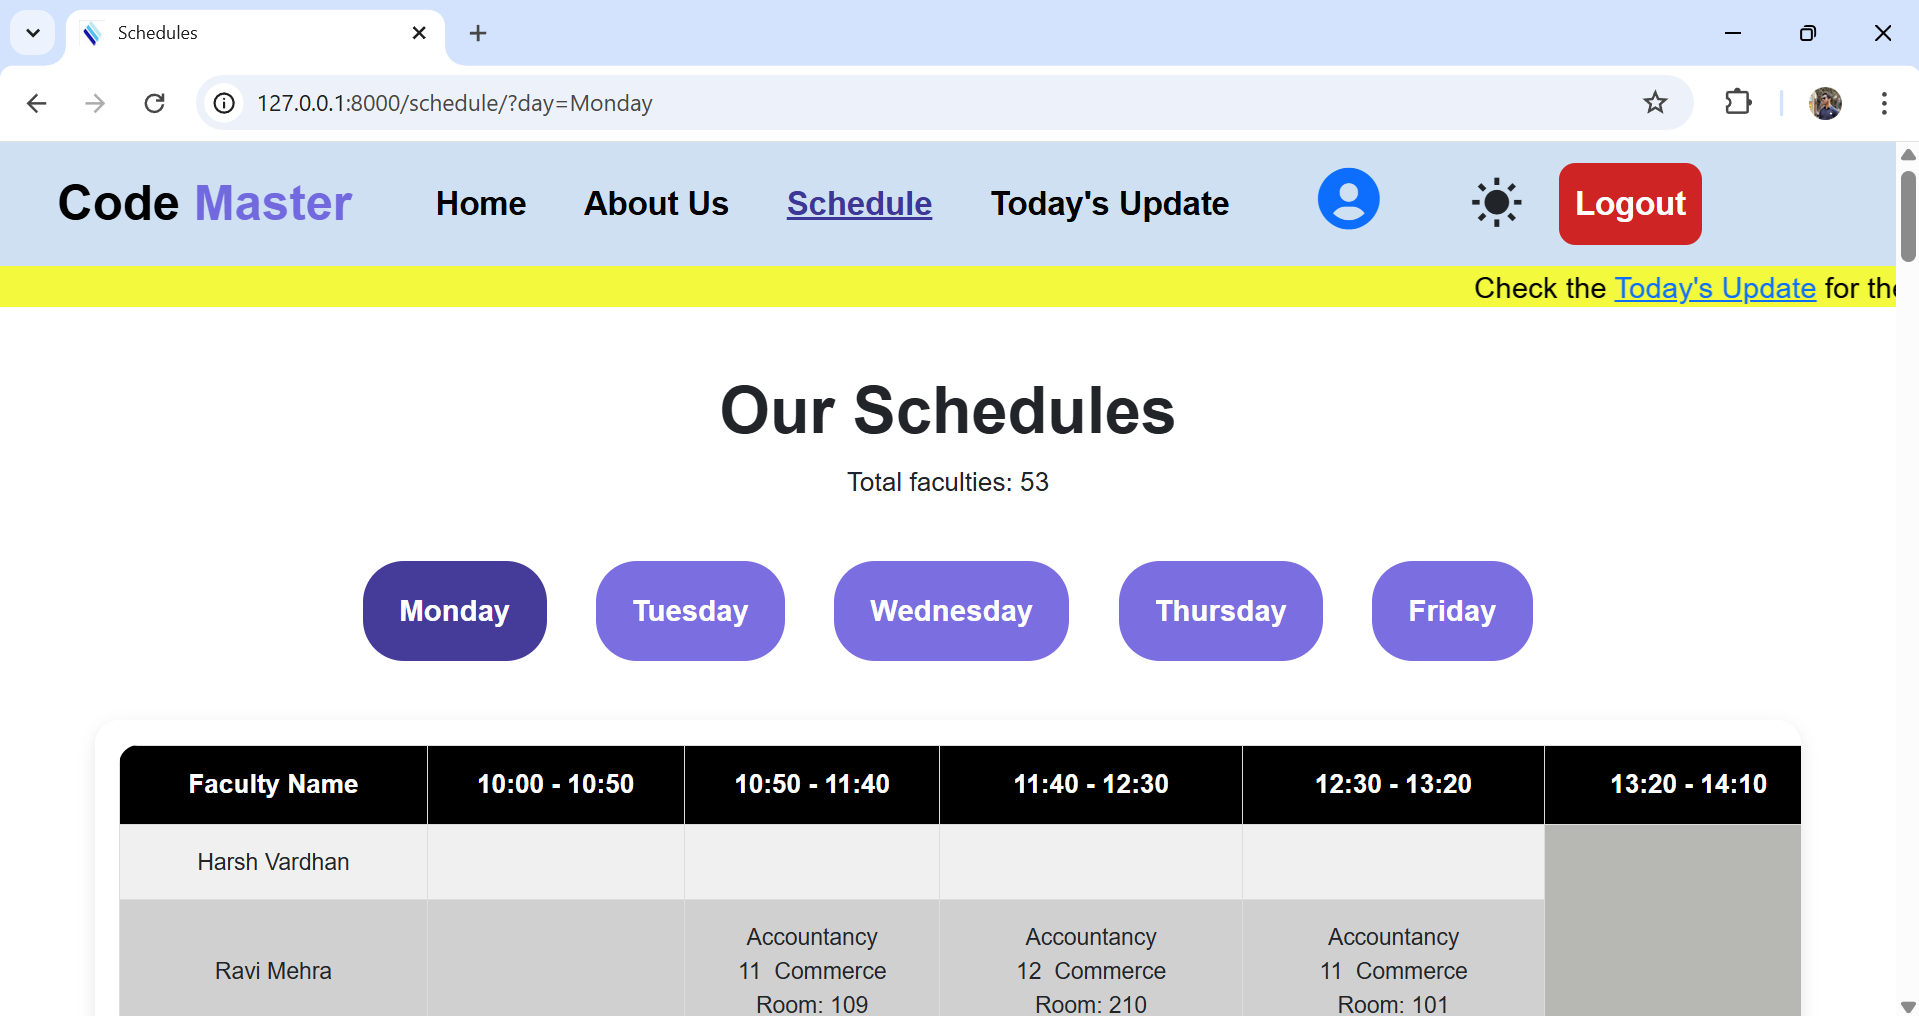 Schedules
127.0.0.1:8000/schedule/?day=Monday
Code Master
Home
About Us
Schedule
Today's Update
Logout
Check the Today's Update for the
Our Schedules
Total faculties: 53
Monday
Tuesday
Wednesday
Thursday
Friday
Faculty Name
10:00 - 10:50
10:50 - 11:40
11:40 - 12:30
12:30 - 13:20
13:20 - 14:10
Harsh Vardhan
Ravi Mehra
Accountancy
11 Commerce
Room: 109
Accountancy
12 Commerce
Room: 210
Accountancy
11 Commerce
Room: 101